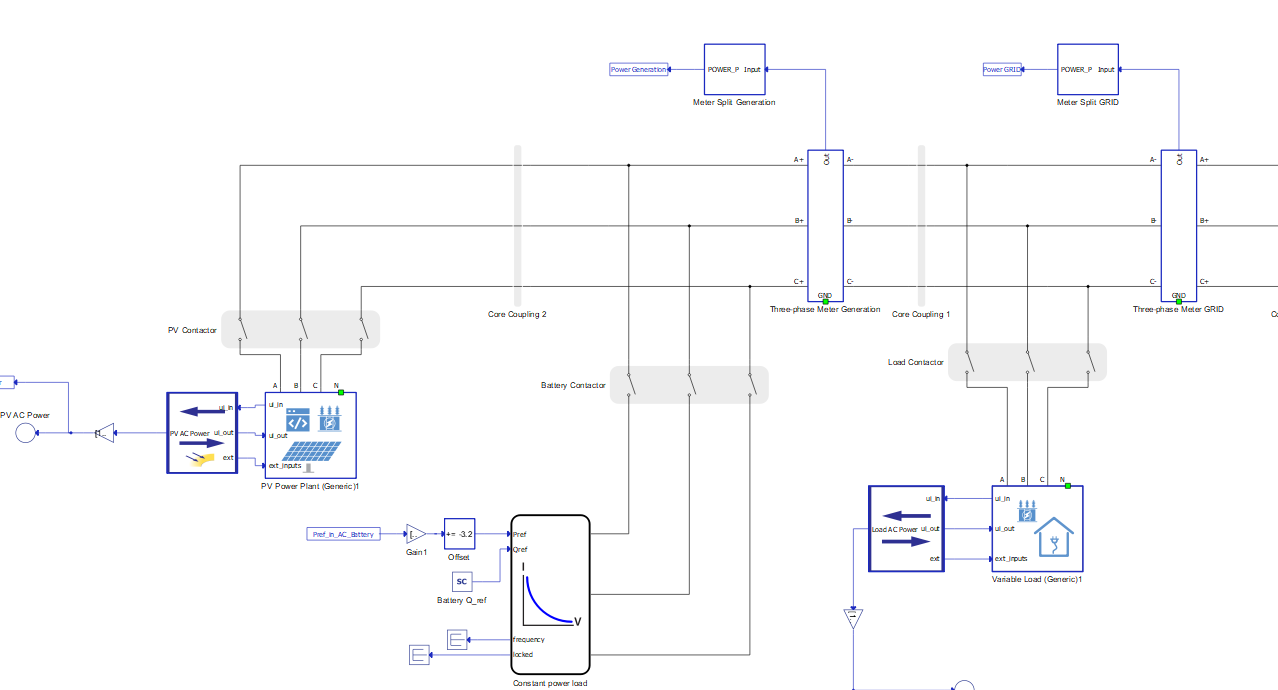 Power Generation
POWER_P Input
Meter Split Generation
Power GRID
POWER_P Input
Meter Split GRID
Out
A+
A-
A-
Out
A+
B+
B-
B-
B+
C+
C-
C-
C+
GND
GND
Core Coupling 2
Three-phase Meter Generation
Core Coupling 1
Three-phase Meter GRID
PV Contactor
Battery Contactor
Load Contactor
A B C N
PV AC Power
ui_in
PV AC Power
ui_out
ext
ui_in
ui_out
ext_inputs
PV Power Plant (Generic)1
A B C N
ui_in
Load AC Power
ui_out
ext
ui_in
ui_out
ext_inputs
Variable Load (Generic)1
Pref_in_AC_Battery
Gain1
+= -3.2
Offset
SC
Battery Q_ref
Pref
Qref
I
V
frequency
locked
Constant power load